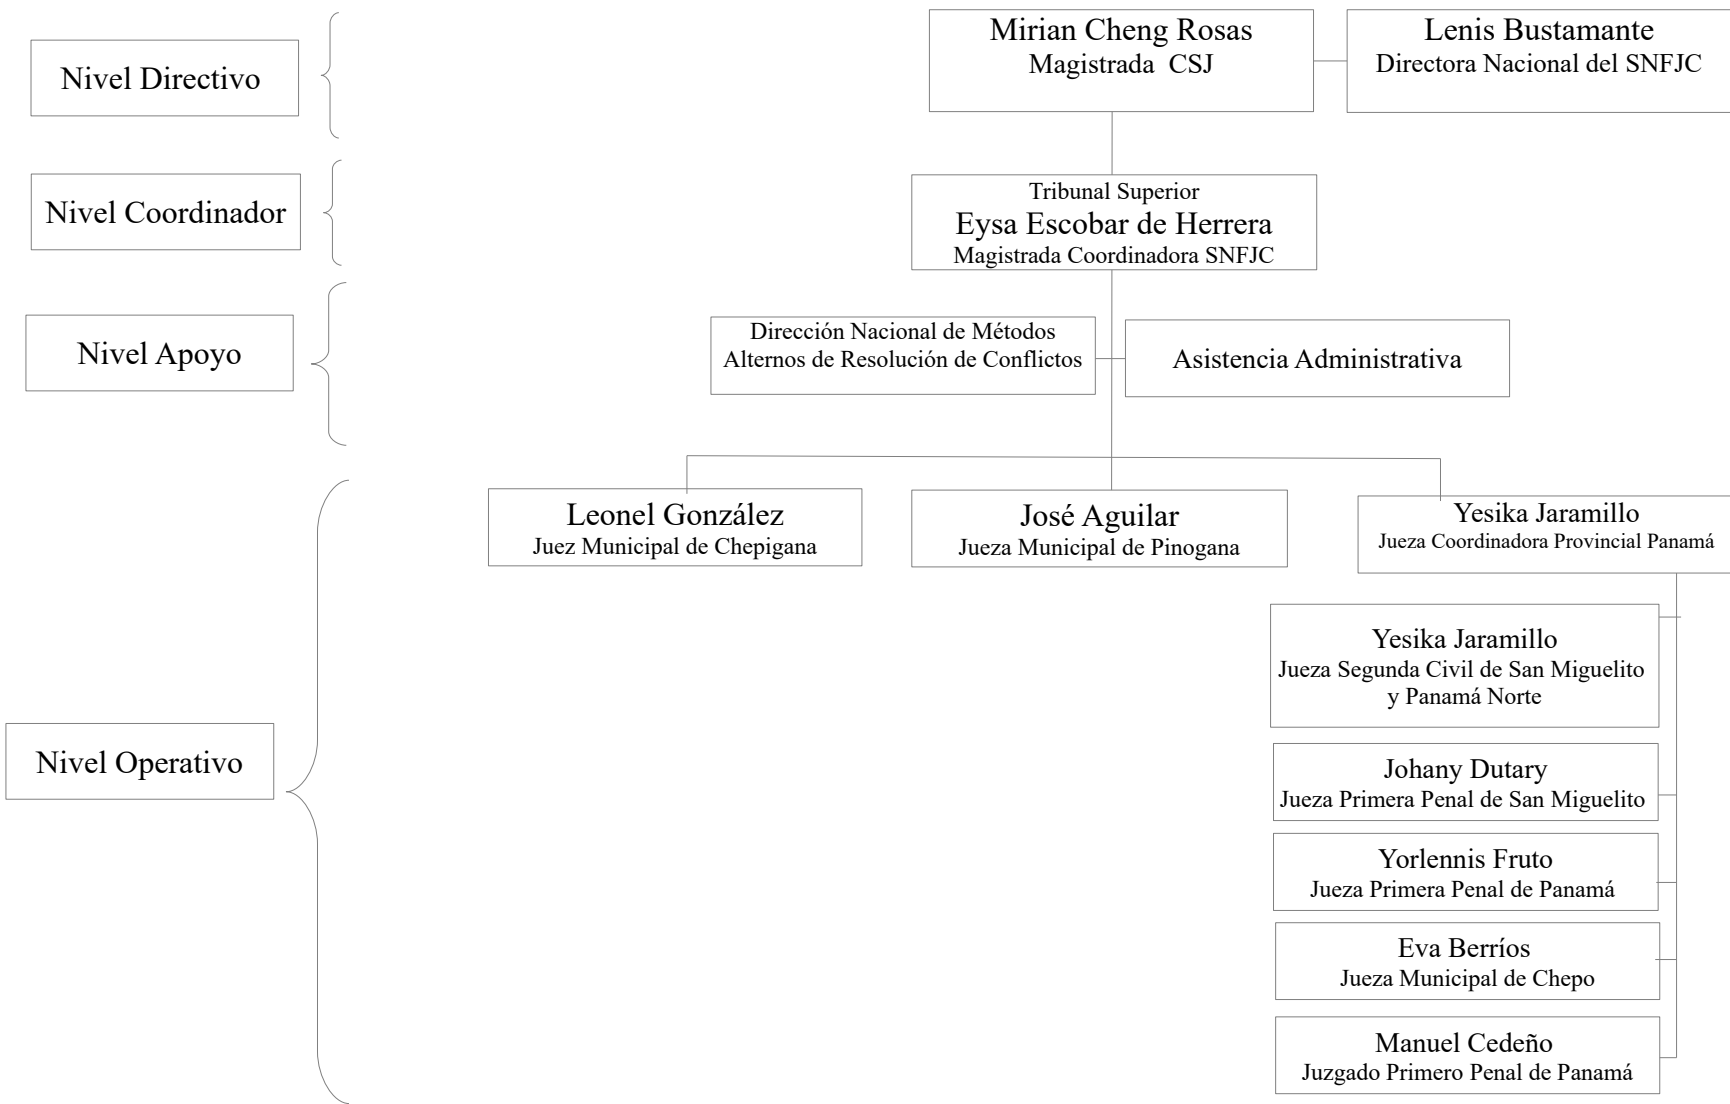 Nivel Directivo
Mirian Cheng Rosas
Magistrada CSJ
Lenis Bustamante
Directora Nacional del SNFJC
Nivel Coordinador
Tribunal Superior
Eysa Escobar de Herrera
Magistrada Coordinadora SNFJC
Nivel Apoyo
Dirección Nacional de Métodos
Alternos de Resolución de Conflictos
Asistencia Administrativa
Nivel Operativo
Leonel González
Juez Municipal de Chepigana
José Aguilar
Jueza Municipal de Pinogana
Yesika Jaramillo
Jueza Coordinadora Provincial Panamá
Yesika Jaramillo
Jueza Segunda Civil de San Miguelito
y Panamá Norte
Johany Dutary
Jueza Primera Penal de San Miguelito
Yorlennis Fruto
Jueza Primera Penal de Panamá
Eva Berríos
Jueza Municipal de Chepo
Manuel Cedeño
Juzgado Primero Penal de Panamá